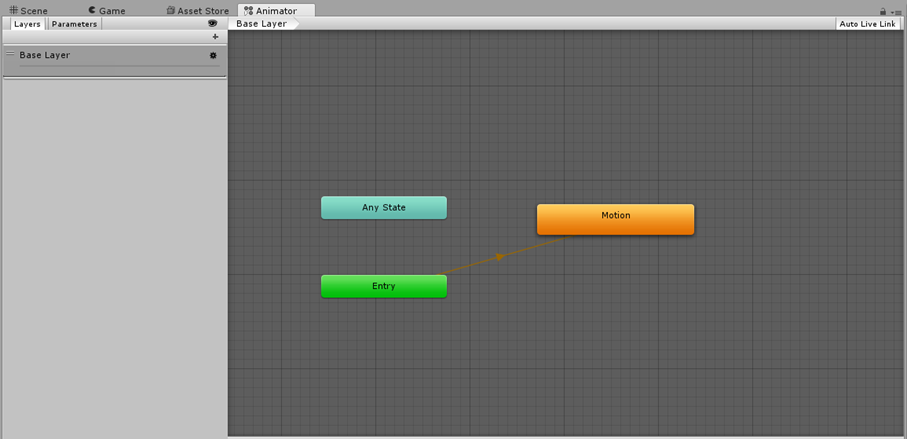 Scene
Game
Asset Store
Animator
Layers
Parameters
Base Layer
Auto Live Link
Base Layer
Any State
Motion
Entry